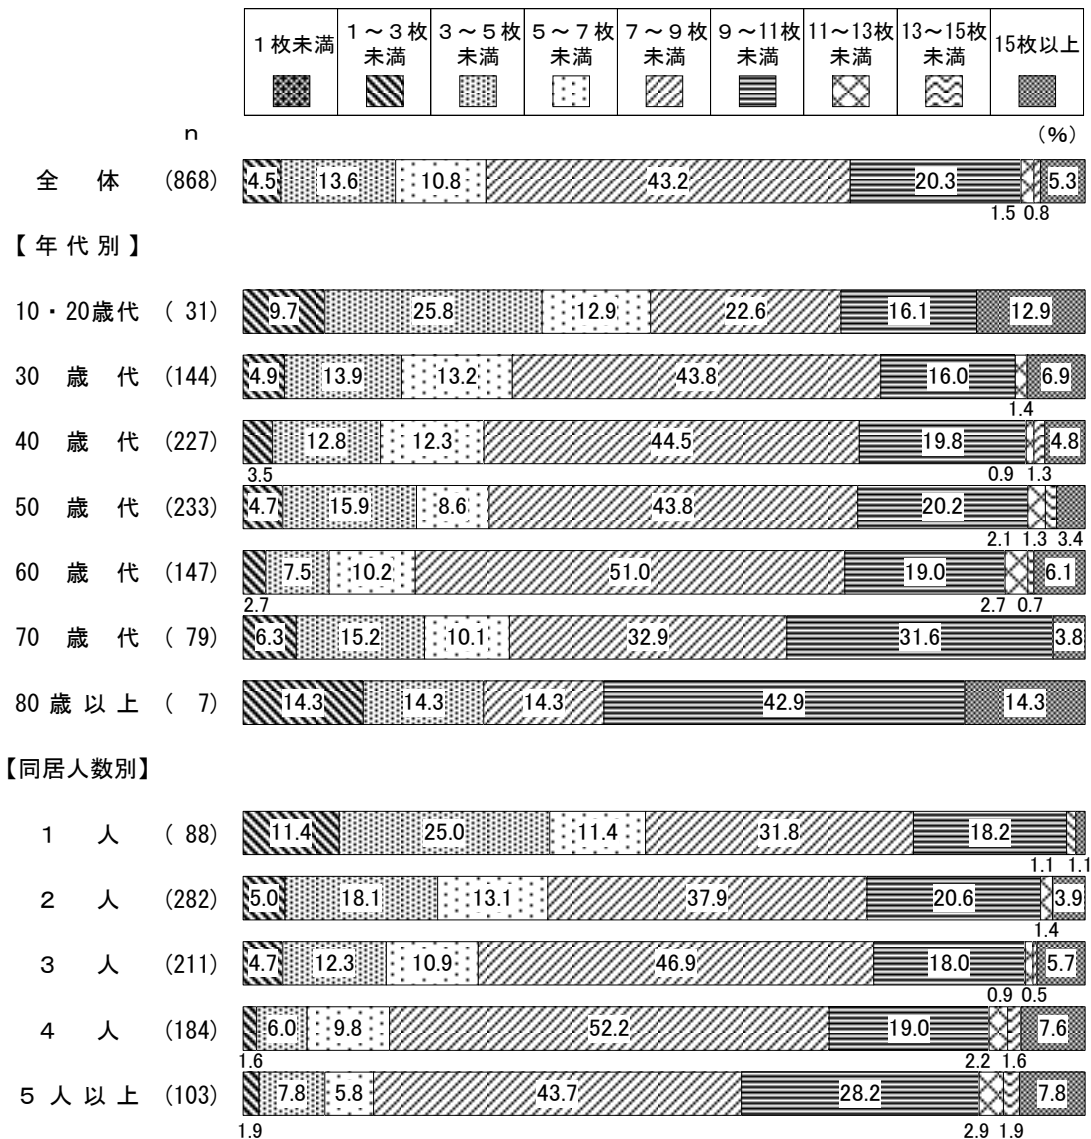 １枚未満 １～３枚未満 ３～５枚未満 ５～７枚未満 ７～９枚未満 ９～11枚未満 11～13枚未満 13～15枚未満 15枚以上
ｎ (%)
全体 (868) 4.5 13.6 10.8 43.2 20.3 5.3
1.5 0.8
【年代別】
10・20歳代 ( 31) 9.7 25.8 12.9 22.6 16.1 12.9
30歳代 (144) 4.9 13.9 13.2 43.8 16.0 6.9
1.4
40歳代 (227) 12.8 12.3 44.5 19.8 4.8
3.5 0.9 1.3
50歳代 (233) 4.7 15.9 8.6 43.8 20.2
2.1 1.3 3.4
60歳代 (147) 7.5 10.2 51.0 19.0 6.1
2.7 2.7 0.7
70歳代 ( 79) 6.3 15.2 10.1 32.9 31.6 3.8
80歳以上 ( 7) 14.3 14.3 14.3 42.9 14.3
【同居人数別】
１人 ( 88) 11.4 25.0 11.4 31.8 18.2
1.1 1.1
２人 (282) 5.0 18.1 13.1 37.9 20.6 3.9
1.4
３人 (211) 4.7 12.3 10.9 46.9 18.0 5.7
0.9 0.5
４人 (184) 6.0 9.8 52.2 19.0 7.6
1.6 2.2 1.6
５人以上 (103) 7.8 5.8 43.7 28.2 7.8
1.9 2.9 1.9